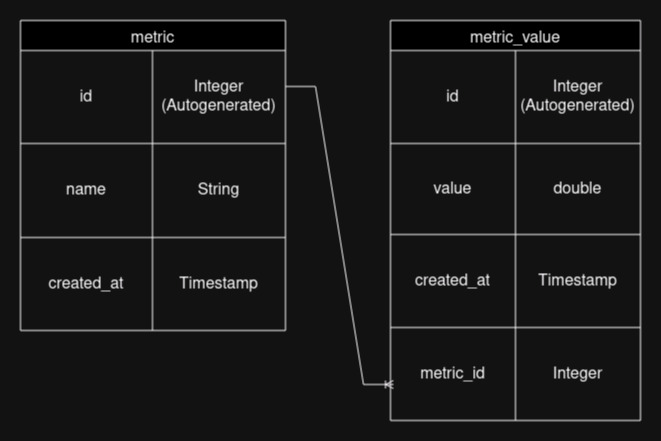 metric
id
Integer
(Autogenerated)
name
String
created_at
Timestamp
metric_value
id
Integer
(Autogenerated)
value
double
created_at
Timestamp
metric_id
Integer